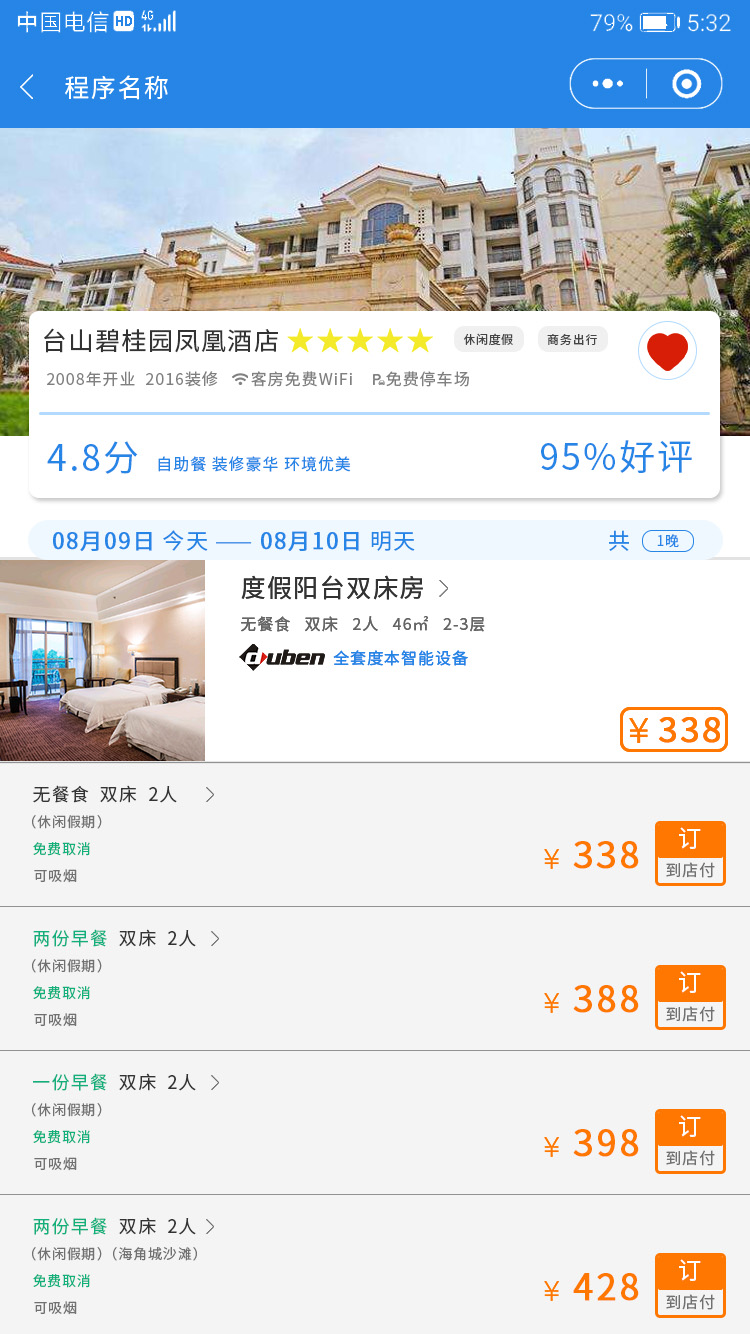 中国电信 HD 4G 79% 5:32
程序名称
台山碧桂园凤凰酒店 休闲度假 商务出行
2008年开业 2016装修 客房免费WiFi 免费停车场
4.8分 自助餐 装修豪华 环境优美 95%好评
08月09日 今天 —— 08月10日 明天 共 1晚
度假阳台双床房
无餐食 双床 2人 46㎡ 2-3层
Duben 全套度本智能设备
¥ 338
无餐食 双床 2人
(休闲假期)
免费取消
可吸烟
¥ 338 订
到店付
两份早餐 双床 2人
(休闲假期)
免费取消
可吸烟
¥ 388 订
到店付
一份早餐 双床 2人
(休闲假期)
免费取消
可吸烟
¥ 398 订
到店付
两份早餐 双床 2人
(休闲假期)(海角城沙滩)
免费取消
可吸烟
¥ 428 订
到店付